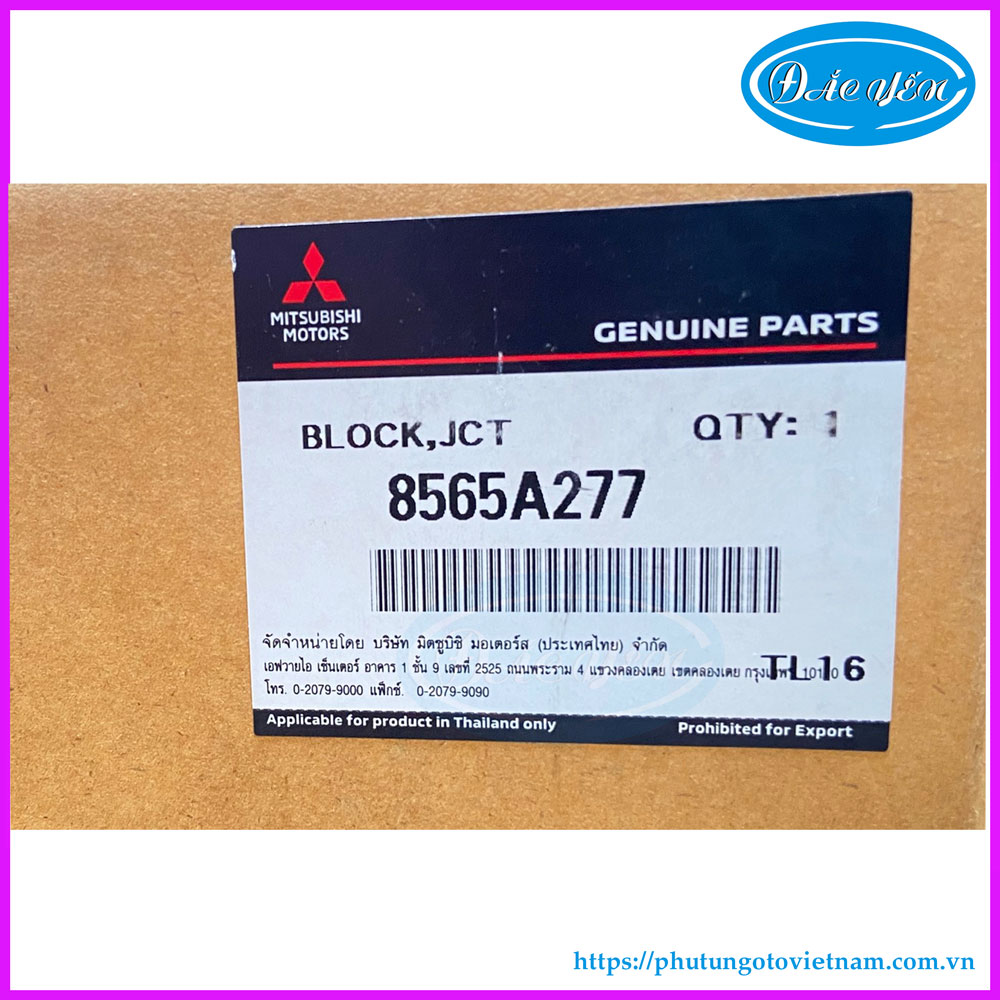 ĐẮC YẾN
MITSUBISHI
MOTORS
GENUINE PARTS
BLOCK,JCT
QTY: 1
8565A277
จัดจำหน่ายโดย บริษัท มิตซูบิชิ มอเตอร์ส (ประเทศไทย) จำกัด
เอฟวายไอ เซ็นเตอร์ อาคาร 1 ชั้น 9 เลขที่ 2525 ถนนพระราม 4 แขวงคลองเตย เขตคลองเตย
TL16
โทร. 0-2079-9000 แฟ็กซ์. 0-2079-9090
Applicable for product in Thailand only
Prohibited for Export
https://phutungotovietnam.com.vn